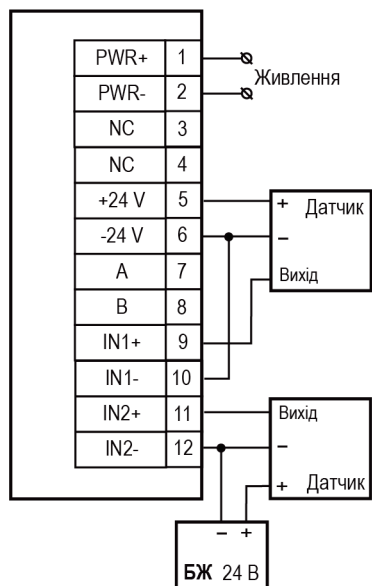 PWR+ 1
PWR- 2
NC 3
NC 4
+24 V 5
-24 V 6
A 7
B 8
IN1+ 9
IN1- 10
IN2+ 11
IN2- 12
Живлення
+ Датчик
−
Вихід
Вихід
−
+ Датчик
− +
БЖ 24 В